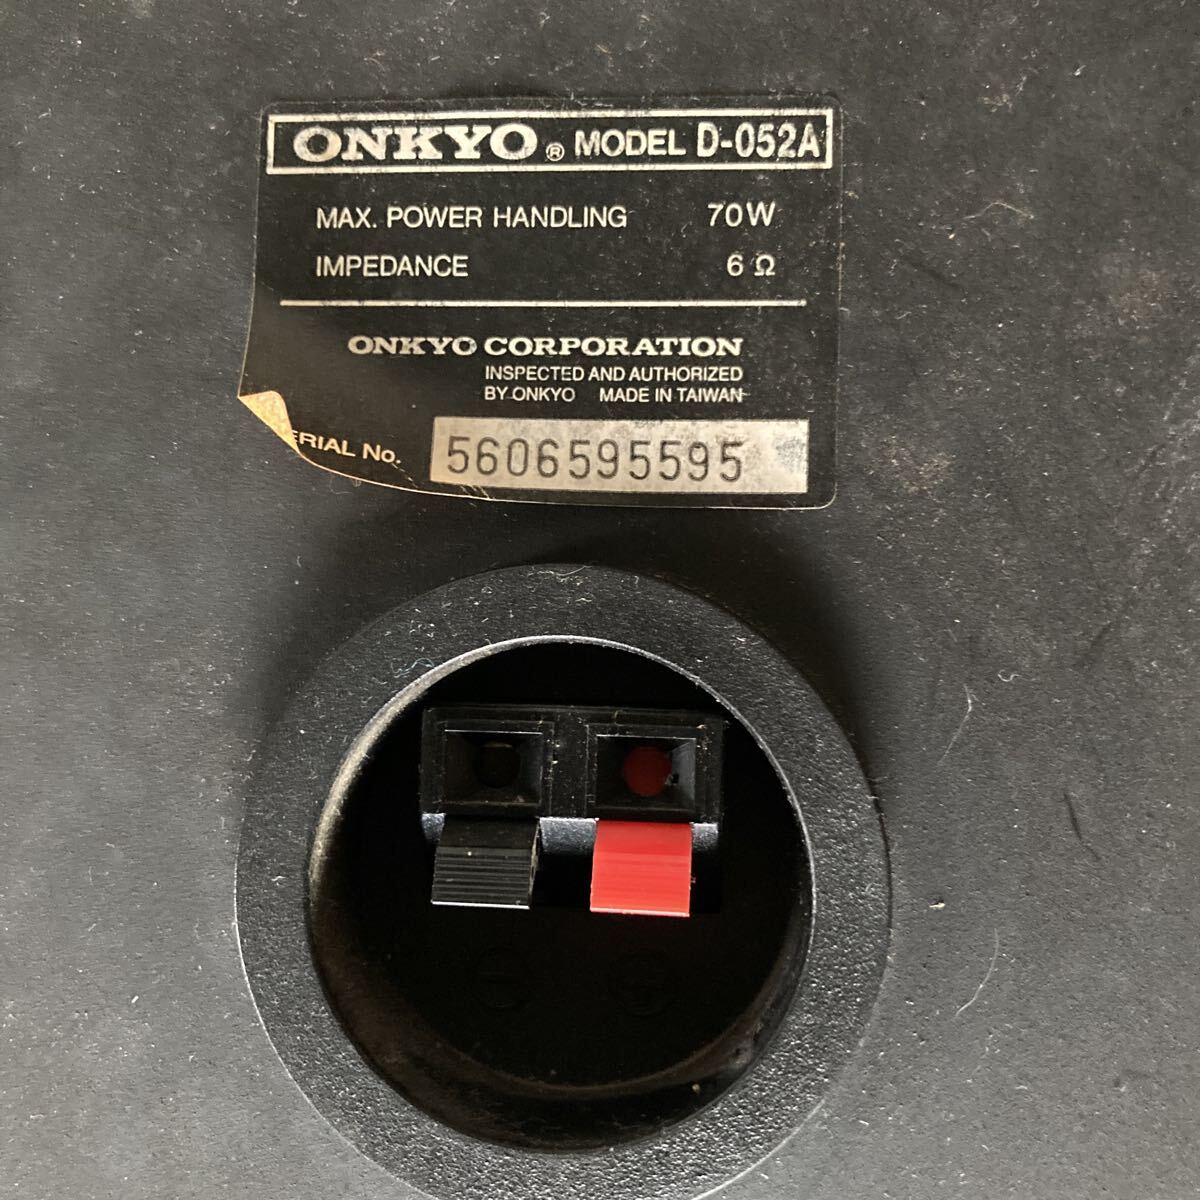 ONKYO® MODEL D-052A
MAX. POWER HANDLING 70W
IMPEDANCE 6 Ω
ONKYO CORPORATION
INSPECTED AND AUTHORIZED
BY ONKYO MADE IN TAIWAN
ERIAL No. 5606595595